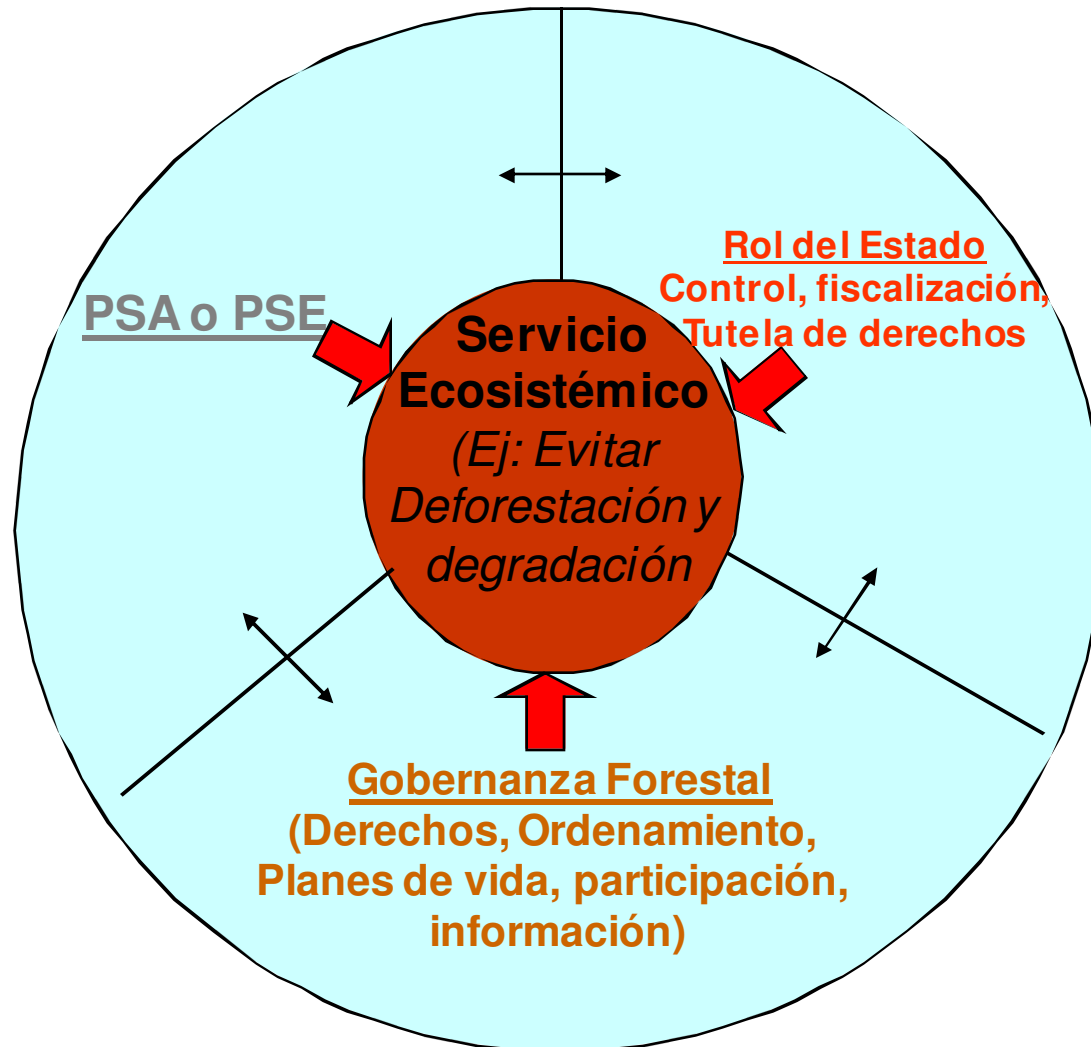 PSA o PSE
Rol del Estado
Control, fiscalización,
Tutela de derechos
Servicio
Ecosistémico
(Ej: Evitar
Deforestación y
degradación
Gobernanza Forestal
(Derechos, Ordenamiento,
Planes de vida, participación,
información)